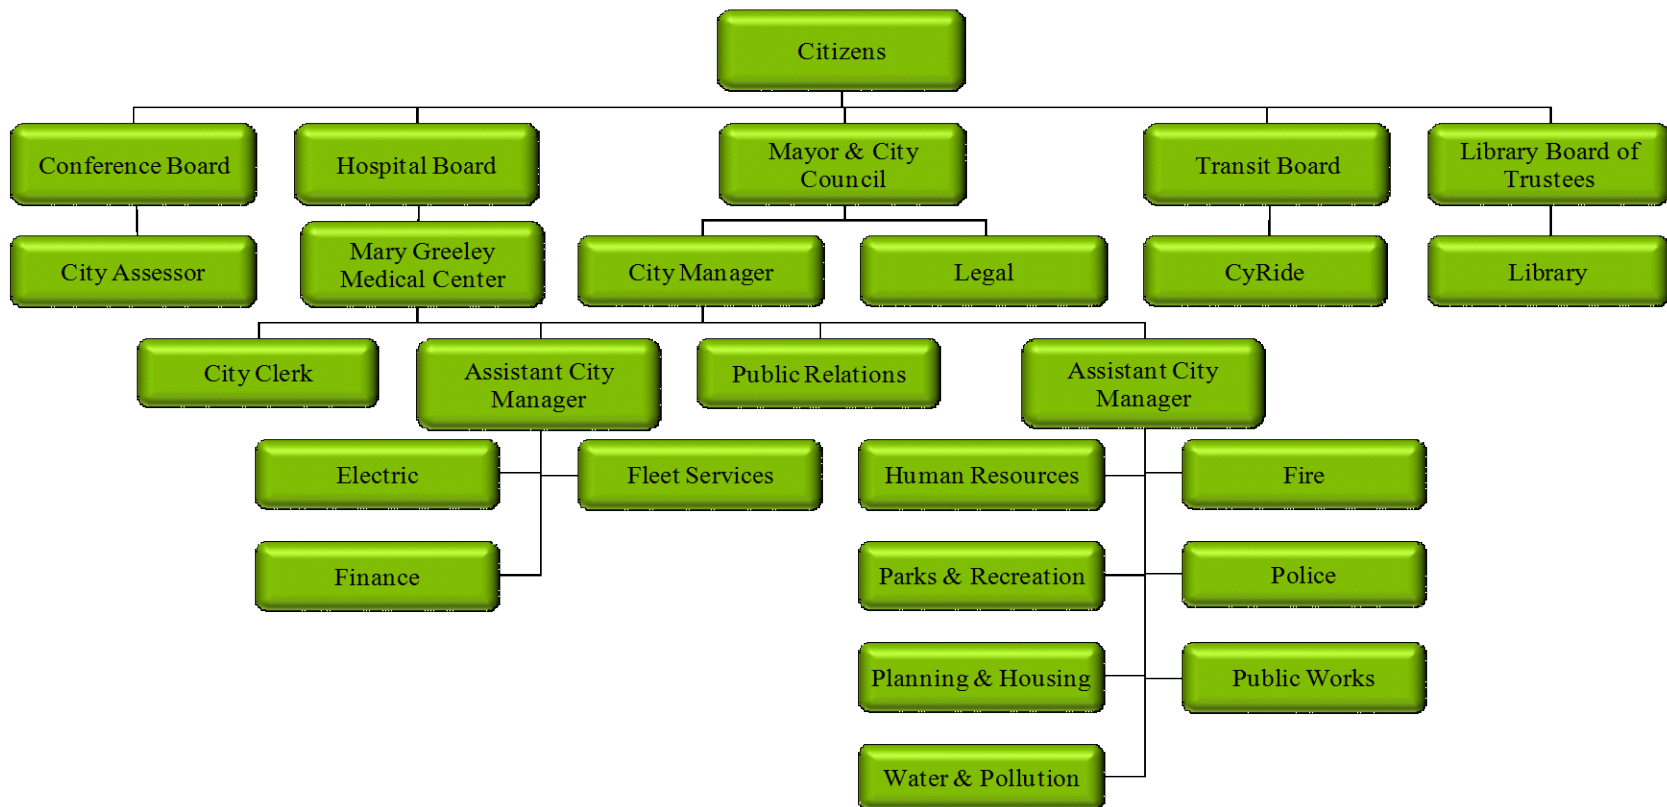 Citizens
Conference Board
Hospital Board
Mayor & City
Council
Transit Board
Library Board of
Trustees
City Assessor
Mary Greeley
Medical Center
City Manager
Legal
CyRide
Library
City Clerk
Assistant City
Manager
Public Relations
Assistant City
Manager
Electric
Fleet Services
Human Resources
Fire
Finance
Parks & Recreation
Police
Planning & Housing
Public Works
Water & Pollution